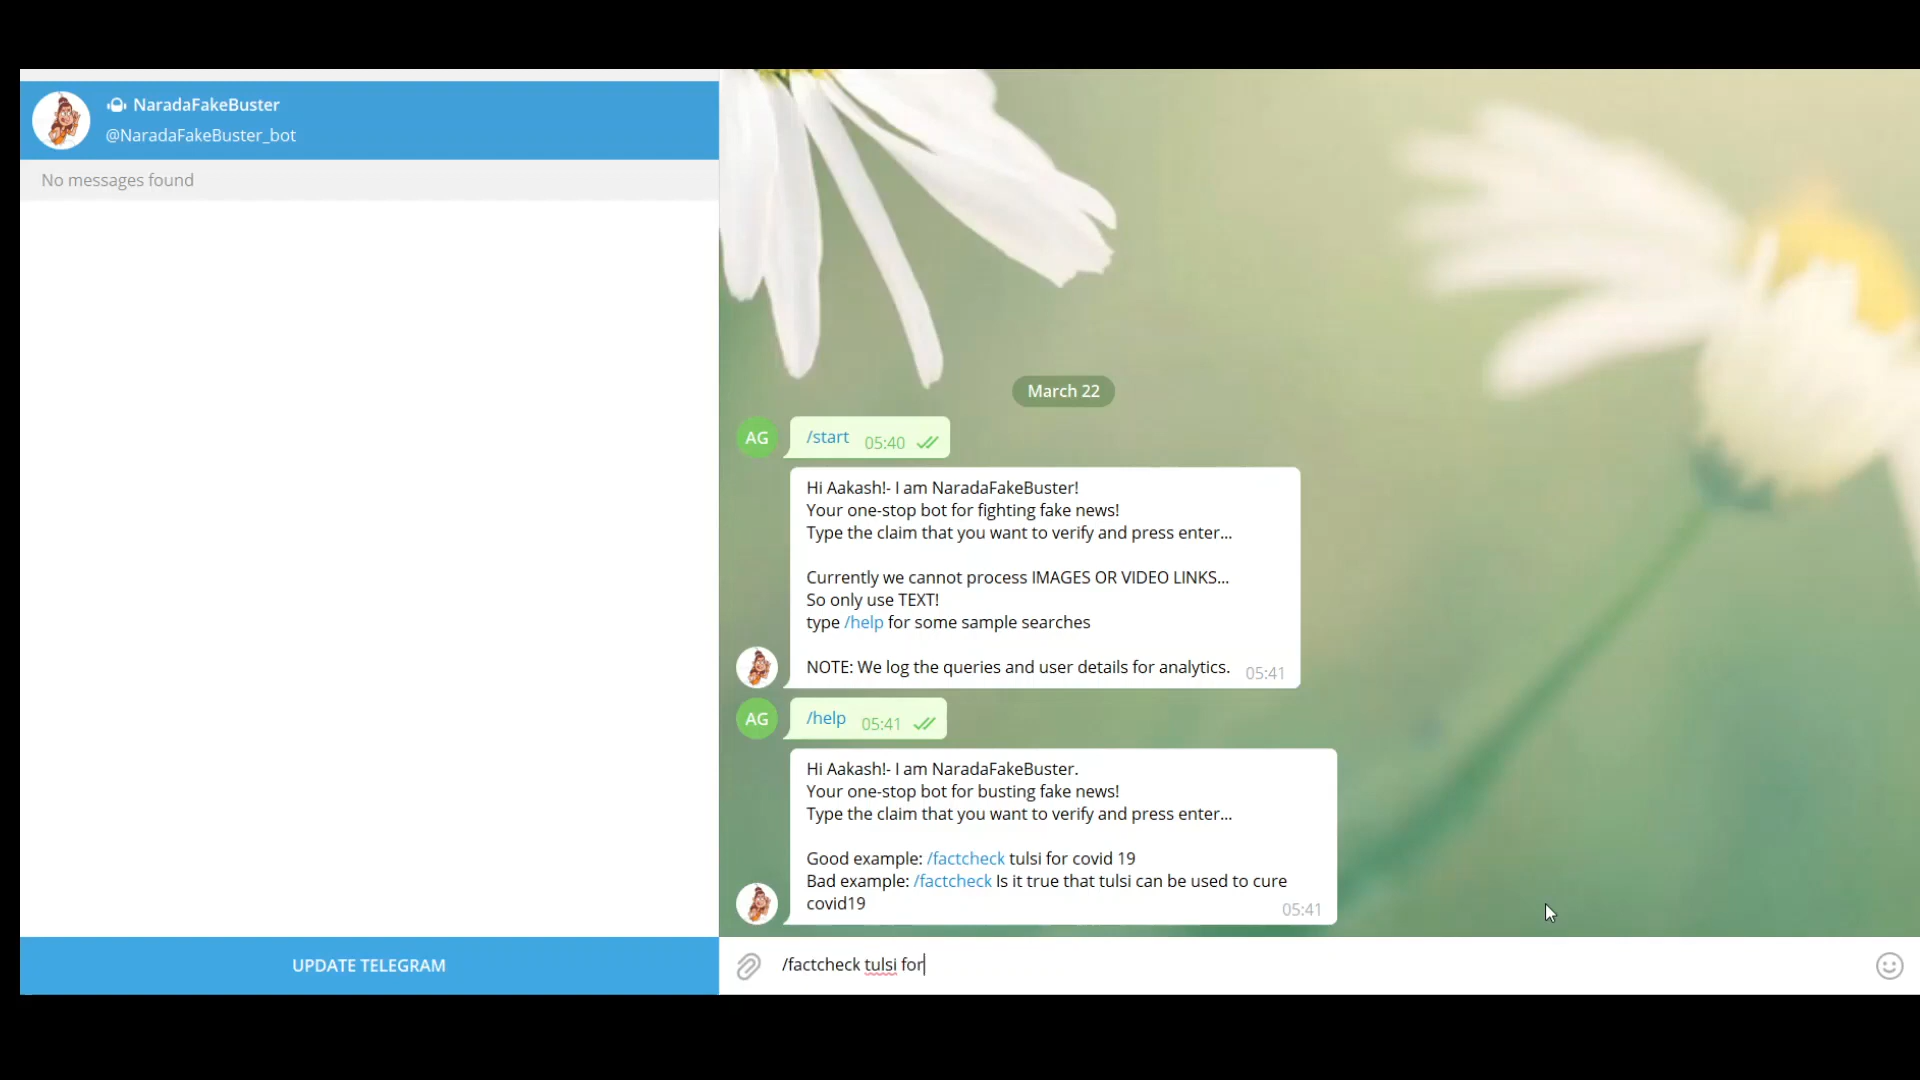 NaradaFakeBuster
@NaradaFakeBuster_bot
No messages found
UPDATE TELEGRAM
March 22
AG
/start 05:40
Hi Aakash!- I am NaradaFakeBuster!
Your one-stop bot for fighting fake news!
Type the claim that you want to verify and press enter...
Currently we cannot process IMAGES OR VIDEO LINKS...
So only use TEXT!
type /help for some sample searches
NOTE: We log the queries and user details for analytics. 05:41
AG
/help 05:41
Hi Aakash!- I am NaradaFakeBuster.
Your one-stop bot for busting fake news!
Type the claim that you want to verify and press enter...
Good example: /factcheck tulsi for covid 19
Bad example: /factcheck Is it true that tulsi can be used to cure
covid19 05:41
/factcheck tulsi for